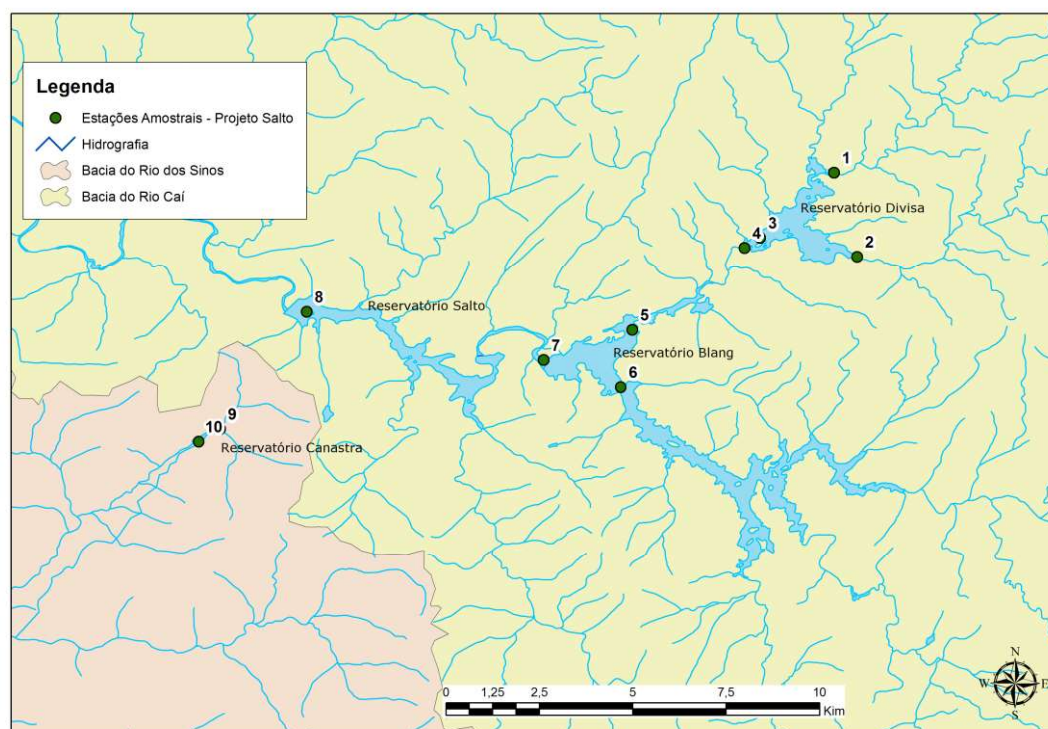 Legenda
Estações Amostrais - Projeto Salto
Hidrografia
Bacia do Rio dos Sinos
Bacia do Rio Caí
1
Reservatório Divisa
3
4
2
8
Reservatório Salto
5
7
Reservatório Blang
6
9
10
Reservatório Canastra
N
W E
S
0 1,25 2,5 5 7,5 10
Kim